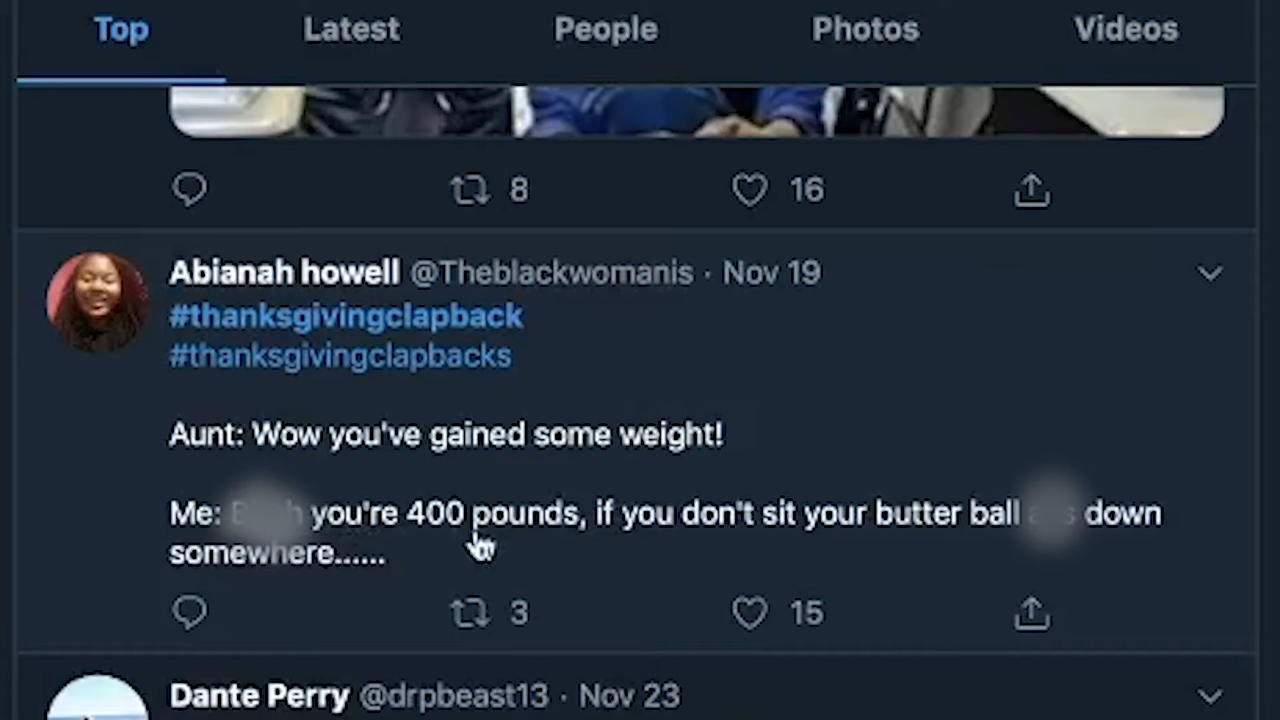 Top Latest People Photos Videos
8 16
Abianah howell @Theblackwomanis · Nov 19
#thanksgivingclapback
#thanksgivingclapbacks
Aunt: Wow you've gained some weight!
Me: you're 400 pounds, if you don't sit your butter ball down
somewhere......
3 15
Dante Perry @drpbeast13 · Nov 23